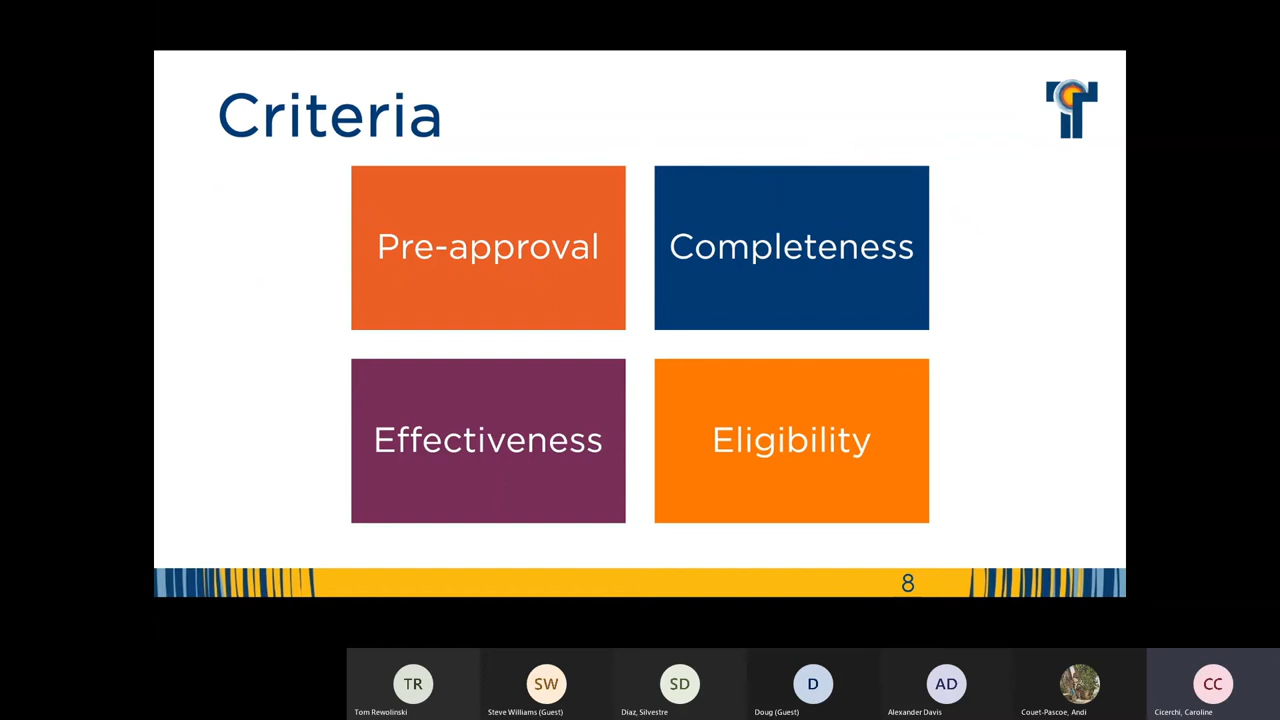 Criteria
Pre-approval
Completeness
Effectiveness
Eligibility
8
TR
SW
SD
D
AD
CC
Tom Rewolinski
Steve Williams (Guest)
Diaz, Silvestre
Doug (Guest)
Alexander Davis
Couet-Pascoe, Andi
Cicerchi, Caroline